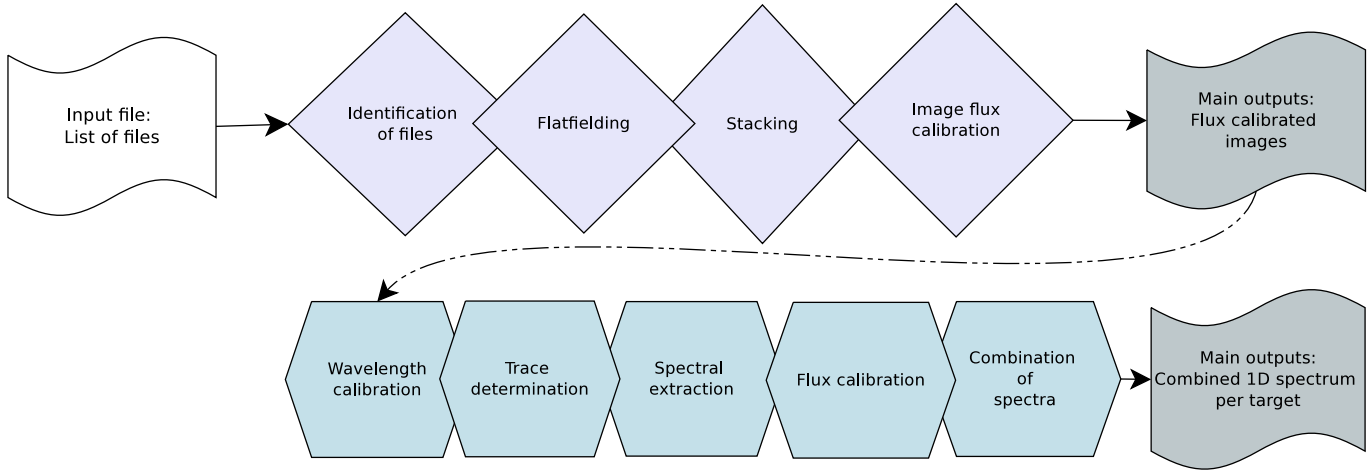 Input file:
List of files
Identification
of files
Flatfielding
Stacking
Image flux
calibration
Main outputs:
Flux calibrated
images
Wavelength
calibration
Trace
determination
Spectral
extraction
Flux calibration
Combination
of
spectra
Main outputs:
Combined 1D spectrum
per target